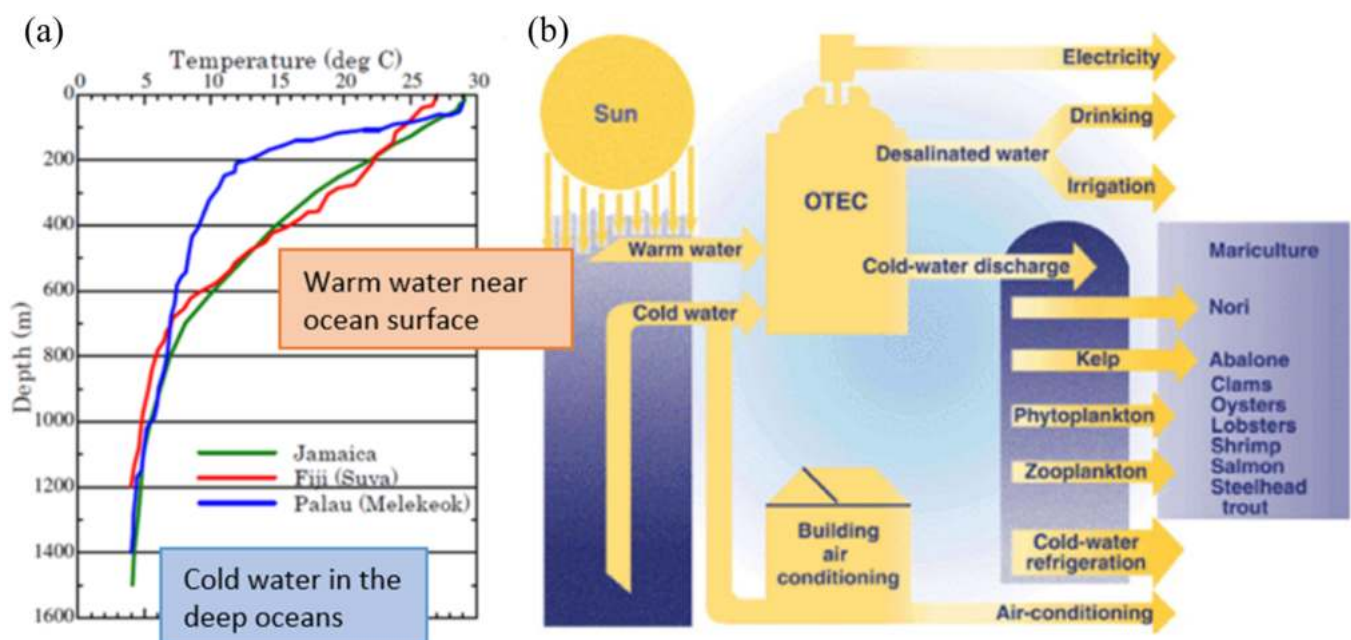 (a)
Temperature (deg C)
0 5 10 15 20 25 30
0
200
400
600
800
1000
1200
1400
1600
Depth (m)
Warm water near
ocean surface
Jamaica
Fiji (Suva)
Palau (Melekeok)
Cold water in the
deep oceans
(b)
Sun
Warm water
Cold water
OTEC
Electricity
Desalinated water
Drinking
Irrigation
Cold-water discharge
Building
air
conditioning
Air-conditioning
Kelp
Phytoplankton
Zooplankton
Cold-water
refrigeration
Mariculture
Nori
Abalone
Clams
Oysters
Lobsters
Shrimp
Salmon
Steelhead
trout